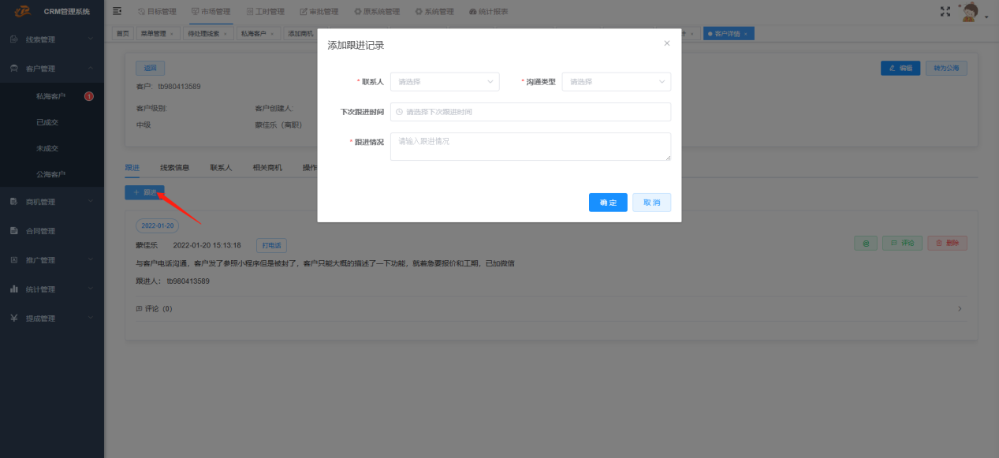 CRM管理系统
目标管理 市场管理 工时管理 审批管理 原系统管理 系统管理 统计报表
首页 菜单管理 × 待处理线索 × 私海客户 × 添加商机 计 × 客户详情 ×
线索管理
客户管理
私海客户 1
已成交
未成交
公海客户
商机管理
合同管理
推广管理
统计管理
提成管理
返回 编辑 转为公海
客户: tb980413589
客户级别: 客户创建人:
中级 蒙佳乐（离职）
跟进 线索信息 联系人 相关商机 操作
+ 跟进
添加跟进记录 ×
* 联系人 请选择 * 沟通类型 请选择
下次跟进时间 请选择下次跟进时间
* 跟进情况 请输入跟进情况
确 定 取 消
2022-01-20
蒙佳乐 2022-01-20 15:13:18 打电话 @ 评论 删除
与客户电话沟通，客户发了参照小程序但是被封了，客户只能大概的描述了一下功能，就着急要报价和工期，已加微信
跟进人： tb980413589
评论（0）